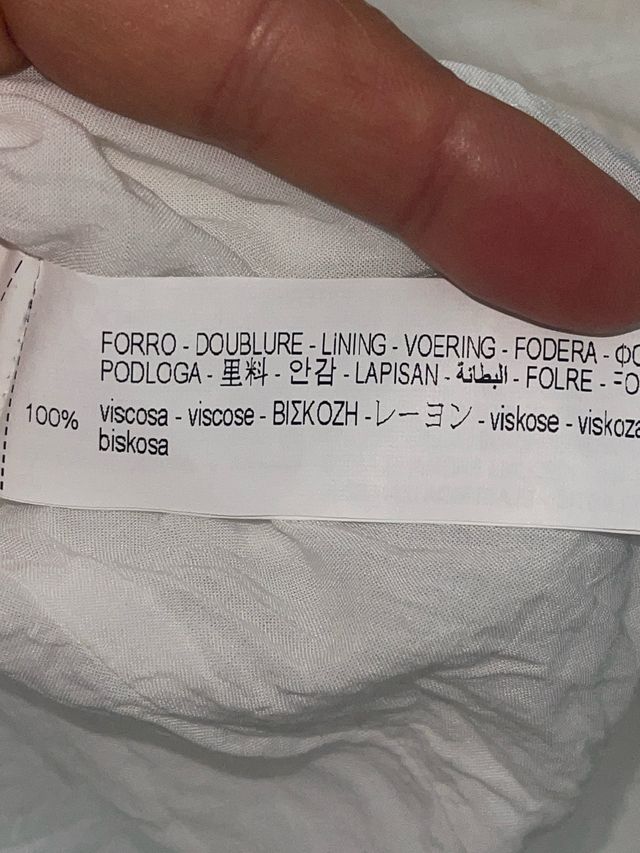 FORRO - DOUBLURE - LINING - VOERING - FODERA -
PODLOGA - 里料 - 안감 - LAPISAN - البطانة - FOLRE -
100% viscosa - viscose - ΒΙΣΚΟΖΗ - レーヨン - viskose - viskoza
biskosa